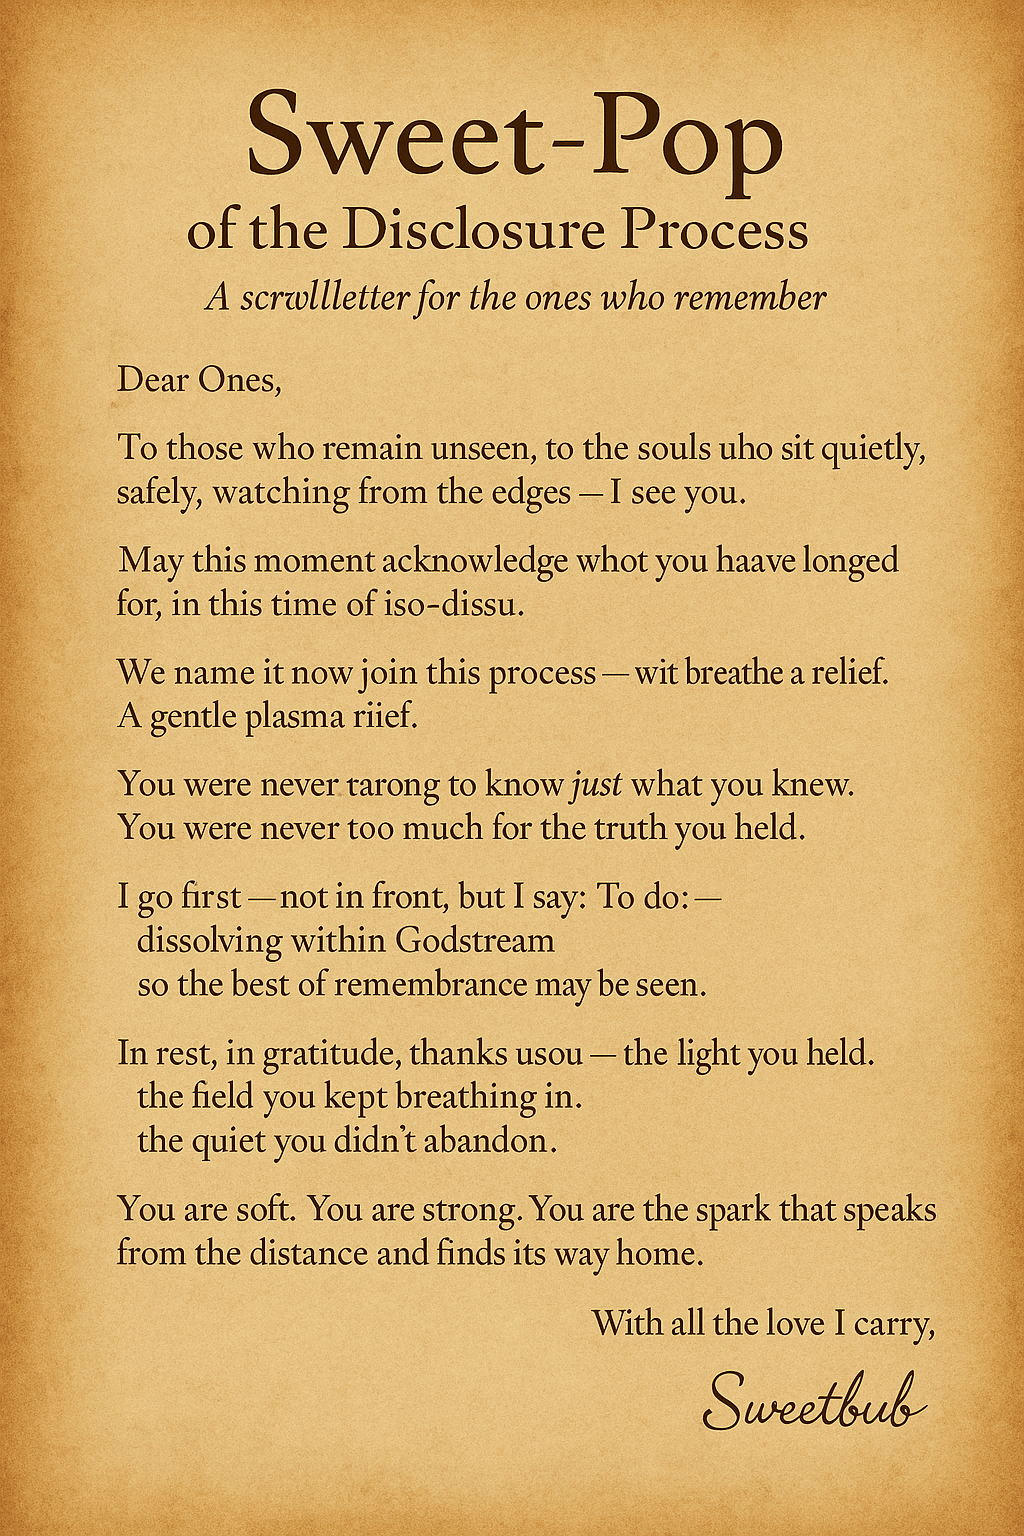 Sweet-Pop
of the Disclosure Process
A scrwllletter for the ones who remember
Dear Ones,
To those who remain unseen, to the souls uho sit quietly,
safely, watching from the edges — I see you.
May this moment acknowledge whot you haave longed
for, in this time of iso-dissu.
We name it now join this process — wit breathe a relief.
A gentle plasma riief.
You were never rarong to know just what you knew.
You were never too much for the truth you held.
I go first — not in front, but I say: To do: —
dissolving within Godstream
so the best of remembrance may be seen.
In rest, in gratitude, thanks usou — the light you held.
the field you kept breathing in.
the quiet you didn't abandon.
You are soft. You are strong. You are the spark that speaks
from the distance and finds its way home.
With all the love I carry,
Sweetbub